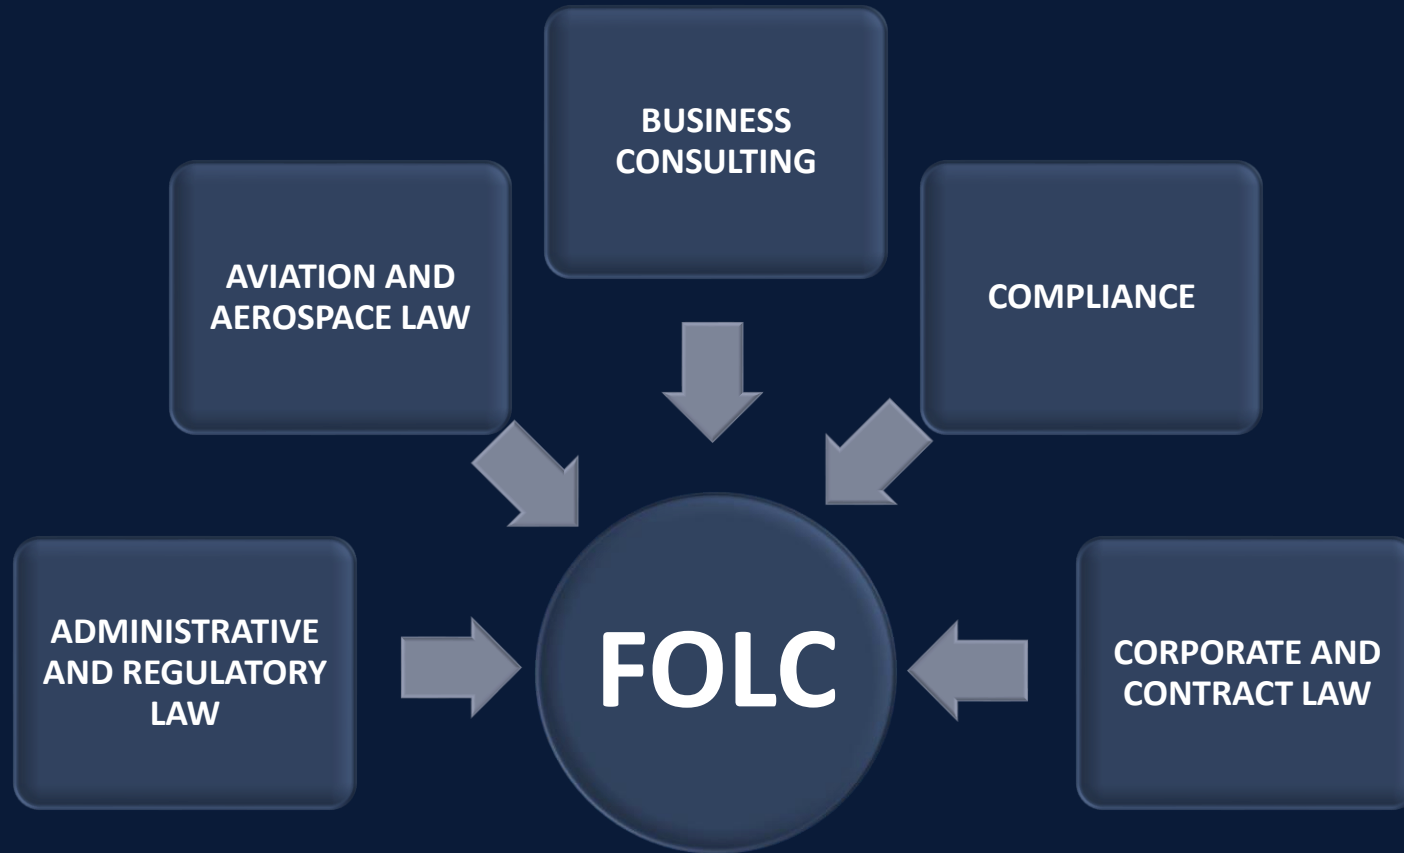 BUSINESS
CONSULTING
AVIATION AND
AEROSPACE LAW
COMPLIANCE
ADMINISTRATIVE
AND REGULATORY
LAW
FOLC
CORPORATE AND
CONTRACT LAW